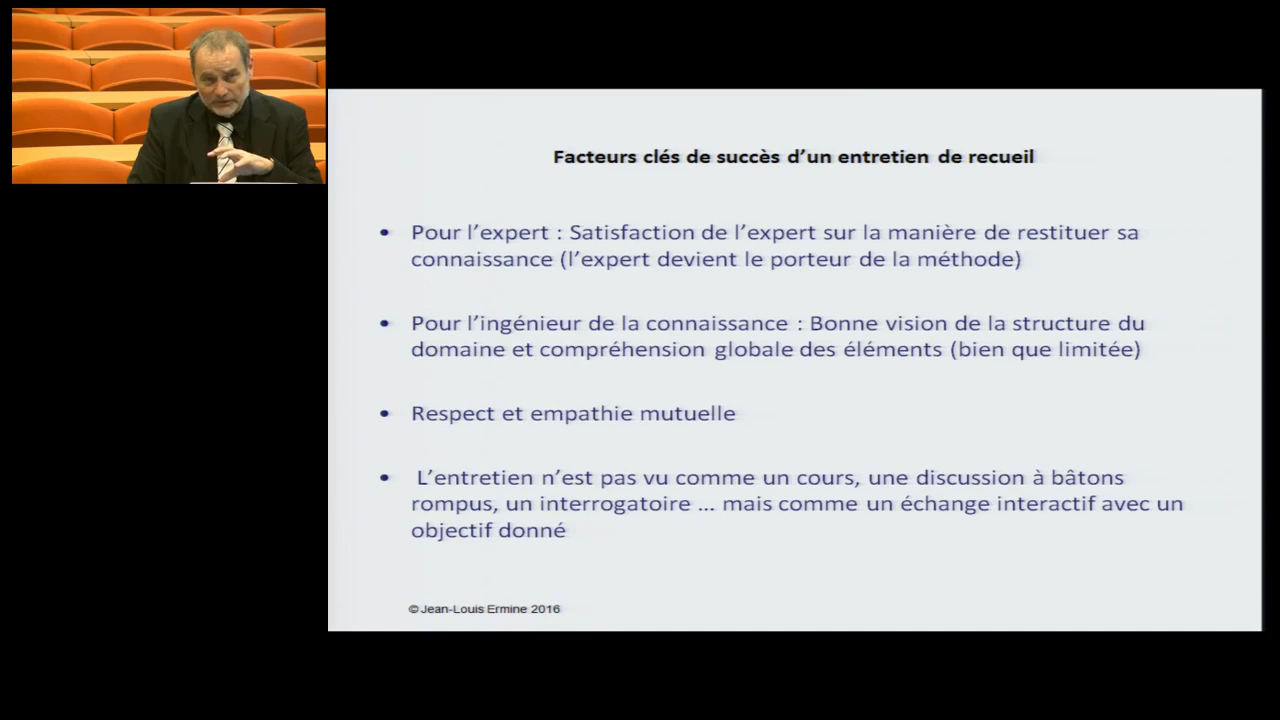 Facteurs clés de succès d’un entretien de recueil
• Pour l’expert : Satisfaction de l’expert sur la manière de restituer sa
connaissance (l’expert devient le porteur de la méthode)
• Pour l’ingénieur de la connaissance : Bonne vision de la structure du
domaine et compréhension globale des éléments (bien que limitée)
• Respect et empathie mutuelle
• L’entretien n’est pas vu comme un cours, une discussion à bâtons
rompus, un interrogatoire ... mais comme un échange interactif avec un
objectif donné
© Jean-Louis Ermine 2016